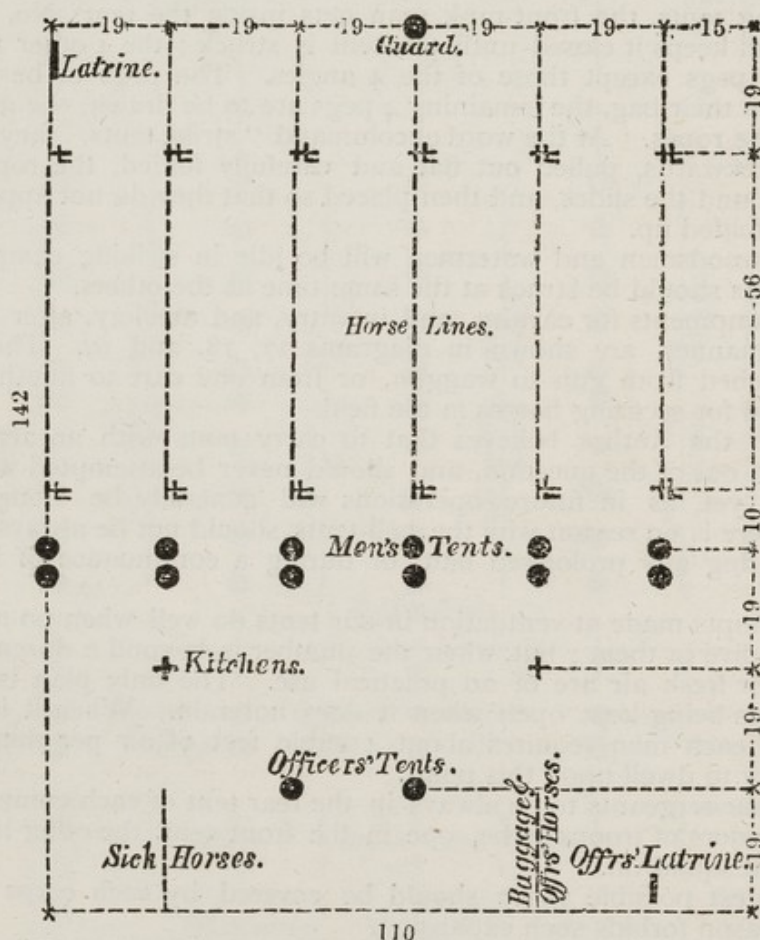 19 19 19 19 19 15
Guard.
Latrine.
19
56
Horse Lines.
142
10
Men's Tents.
19
Kitchens.
19
Officers' Tents.
Sick Horses.
Baggage &
Offrs' Horses.
Offrs' Latrine.
19
110